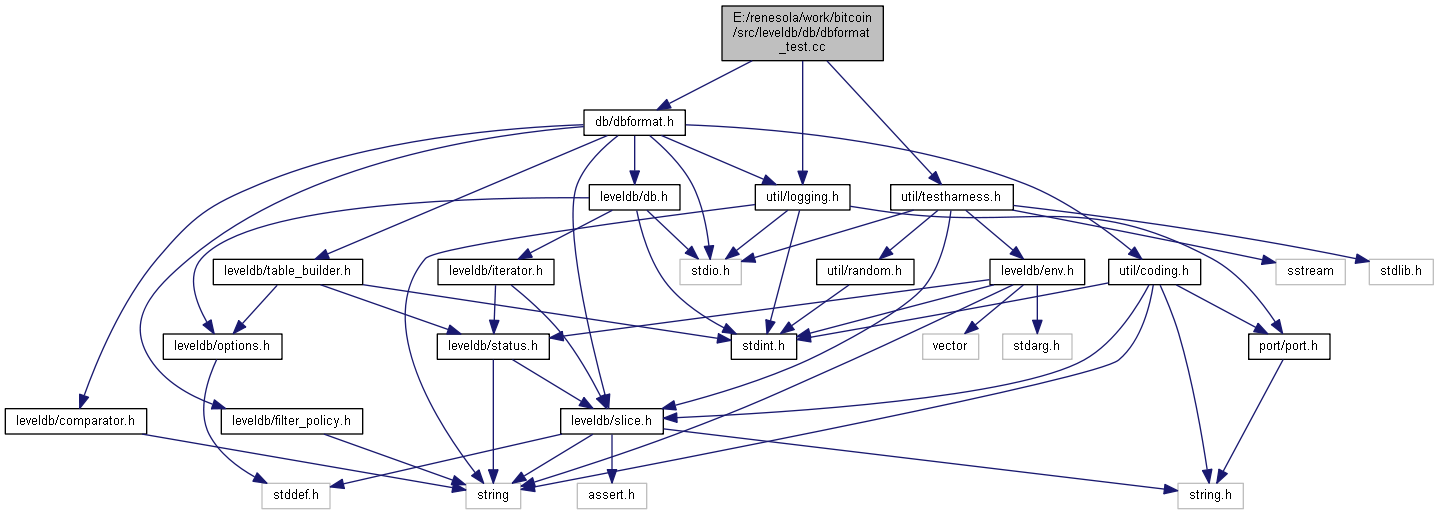 E:/renesola/work/bitcoin
/src/leveldb/db/dbformat
_test.cc
db/dbformat.h
leveldb/db.h
util/logging.h
util/testharness.h
leveldb/table_builder.h
leveldb/iterator.h
stdio.h
util/random.h
leveldb/env.h
util/coding.h
sstream
stdlib.h
leveldb/options.h
leveldb/status.h
stdint.h
vector
stdarg.h
port/port.h
leveldb/comparator.h
leveldb/filter_policy.h
leveldb/slice.h
stddef.h
string
assert.h
string.h